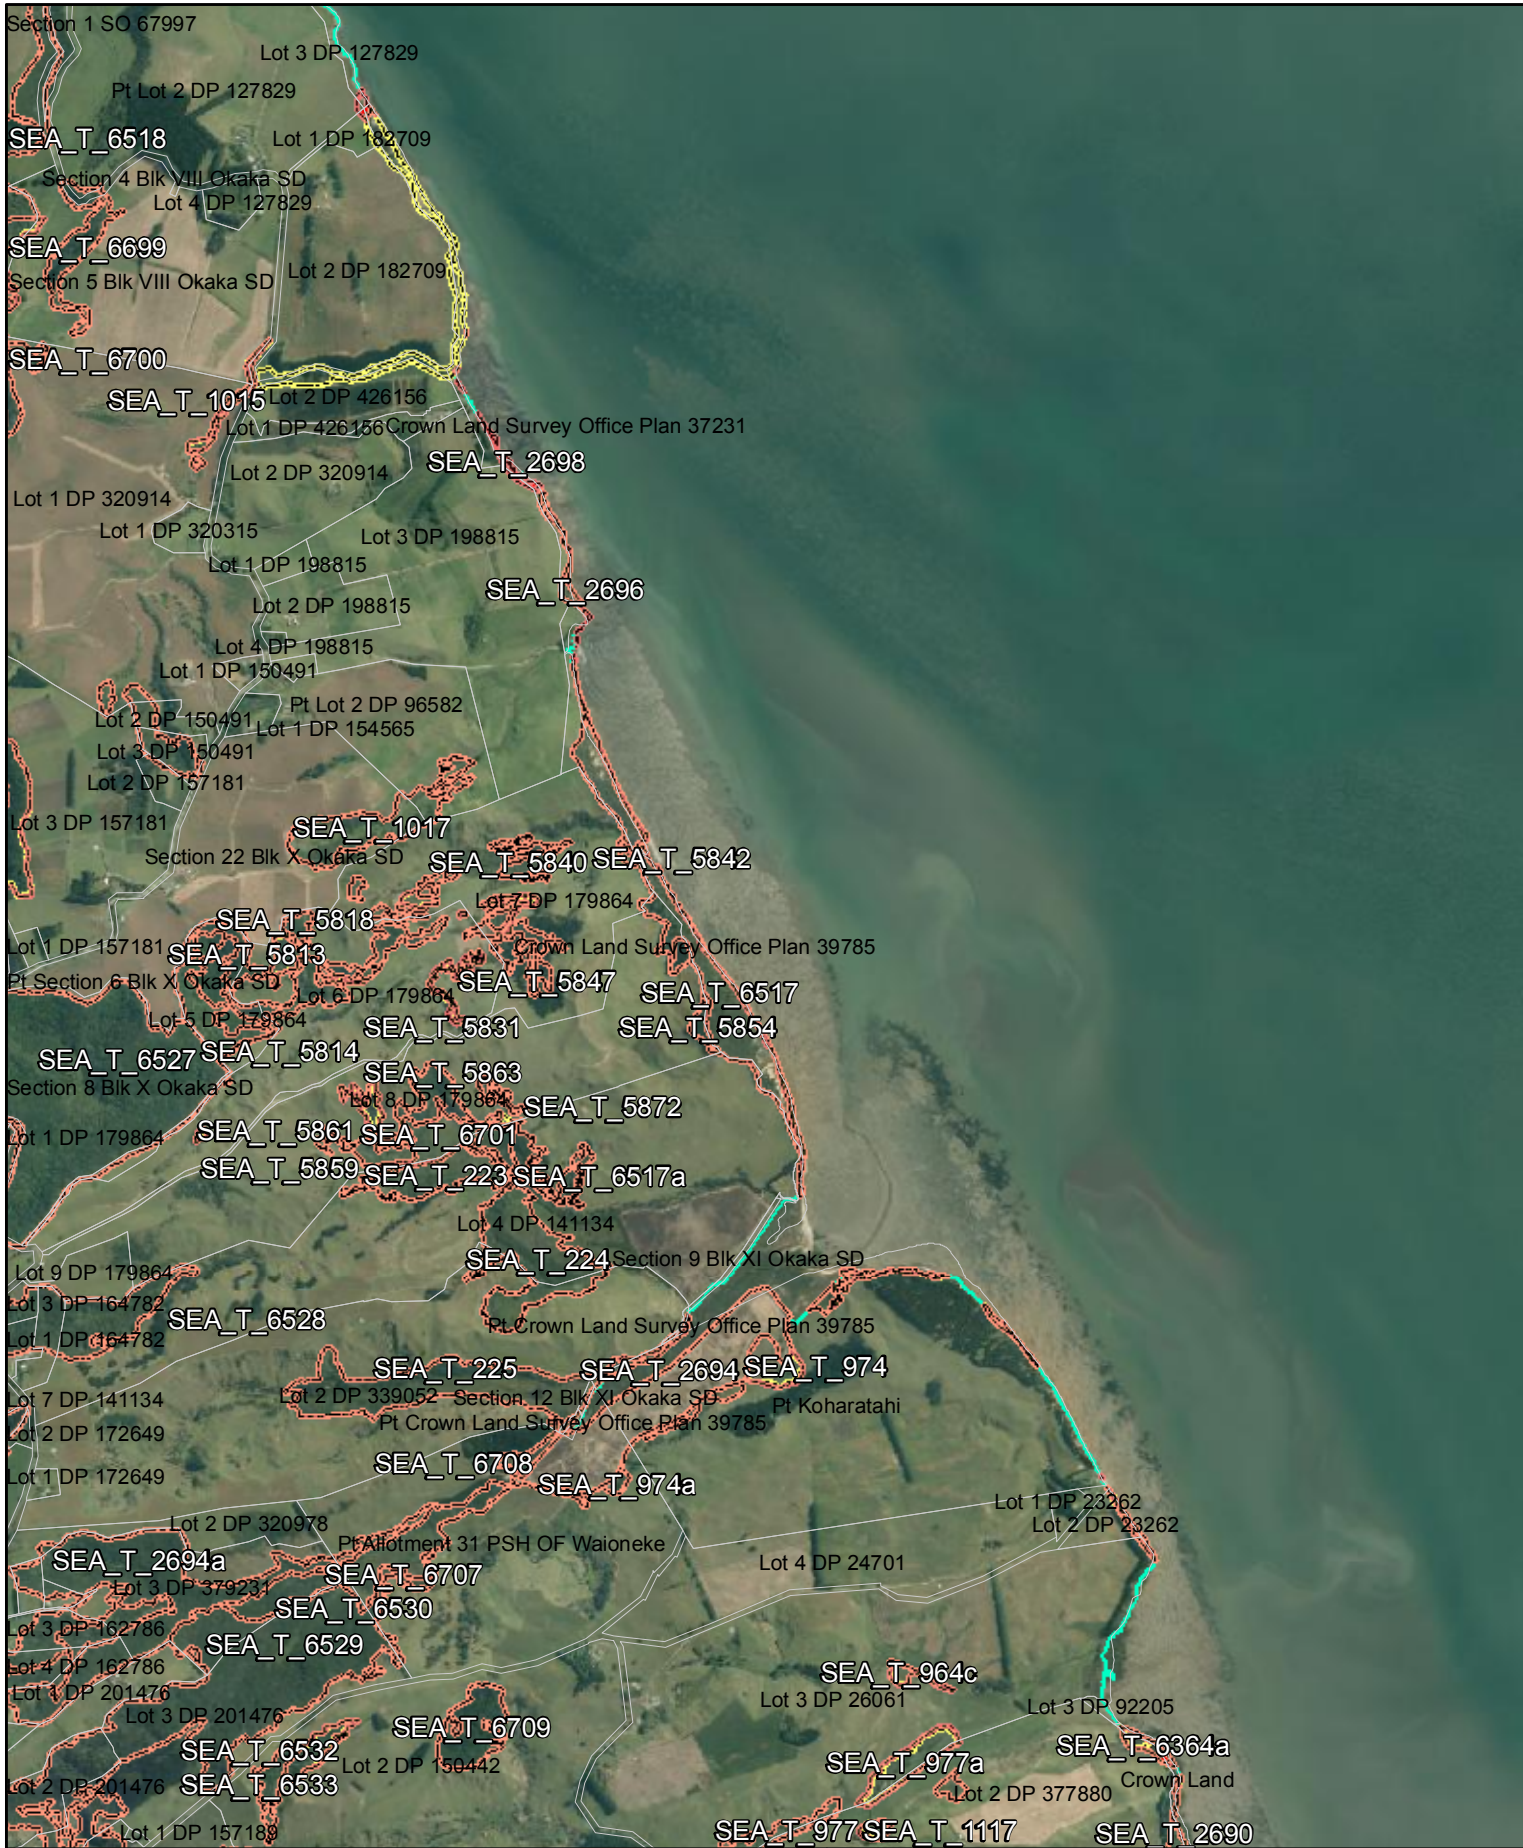 Section 1 SO 67997
Lot 3 DP 127829
Pt Lot 2 DP 127829
SEA_T_6518
Lot 1 DP 182709
Section 4 Blk VIII Okaka SD
Lot 4 DP 127829
SEA_T_6699
Lot 2 DP 182709
Section 5 Blk VIII Okaka SD
SEA_T_6700
SEA_T_1015
Lot 2 DP 426156
Lot 1 DP 426156
Crown Land Survey Office Plan 37231
SEA_T_2698
Lot 2 DP 320914
Lot 1 DP 320914
Lot 1 DP 320315
Lot 3 DP 198815
Lot 1 DP 198815
SEA_T_2696
Lot 2 DP 198815
Lot 4 DP 198815
Lot 1 DP 150491
Pt Lot 2 DP 96582
Lot 2 DP 150491
Lot 1 DP 154565
Lot 3 DP 150491
Lot 2 DP 157181
Lot 3 DP 157181
SEA_T_1017
Section 22 Blk X Okaka SD
SEA_T_5840
SEA_T_5842
Lot 7 DP 179864
SEA_T_5818
Lot 1 DP 157181
SEA_T_5813
Crown Land Survey Office Plan 39785
Pt Section 6 Blk X Okaka SD
SEA_T_5847
Lot 6 DP 179864
SEA_T_6517
Lot 5 DP 179864
SEA_T_5831
SEA_T_5854
SEA_T_6527
SEA_T_5814
SEA_T_5863
Section 8 Blk X Okaka SD
Lot 8 DP 179864
SEA_T_5872
Lot 1 DP 179864
SEA_T_5861
SEA_T_6701
SEA_T_5859
SEA_T_223
SEA_T_6517a
Lot 4 DP 141134
SEA_T_224
Section 9 Blk XI Okaka SD
Lot 9 DP 179864
Lot 3 DP 164782
SEA_T_6528
Pt Crown Land Survey Office Plan 39785
Lot 1 DP 164782
SEA_T_225
SEA_T_2694
SEA_T_974
Lot 7 DP 141134
Lot 2 DP 339052
Section 12 Blk XI Okaka SD
Pt Koharatahi
Pt Crown Land Survey Office Plan 39785
Lot 2 DP 172649
SEA_T_6708
Lot 1 DP 172649
SEA_T_974a
Lot 1 DP 23262
Lot 2 DP 320978
Lot 2 DP 23262
Pt Allotment 31 PSH OF Waioneke
SEA_T_2694a
Lot 4 DP 24701
SEA_T_6707
Lot 3 DP 379231
SEA_T_6530
Lot 3 DP 162786
SEA_T_6529
Lot 4 DP 162786
SEA_T_964c
Lot 1 DP 201476
Lot 3 DP 26061
Lot 3 DP 92205
Lot 3 DP 201476
SEA_T_6709
SEA_T_6532
SEA_T_6364a
Lot 2 DP 150442
SEA_T_977a
Crown Land
Lot 2 DP 201476
SEA_T_6533
Lot 2 DP 377880
Lot 1 DP 157189
SEA_T_977
SEA_T_1117
SEA_T_2690